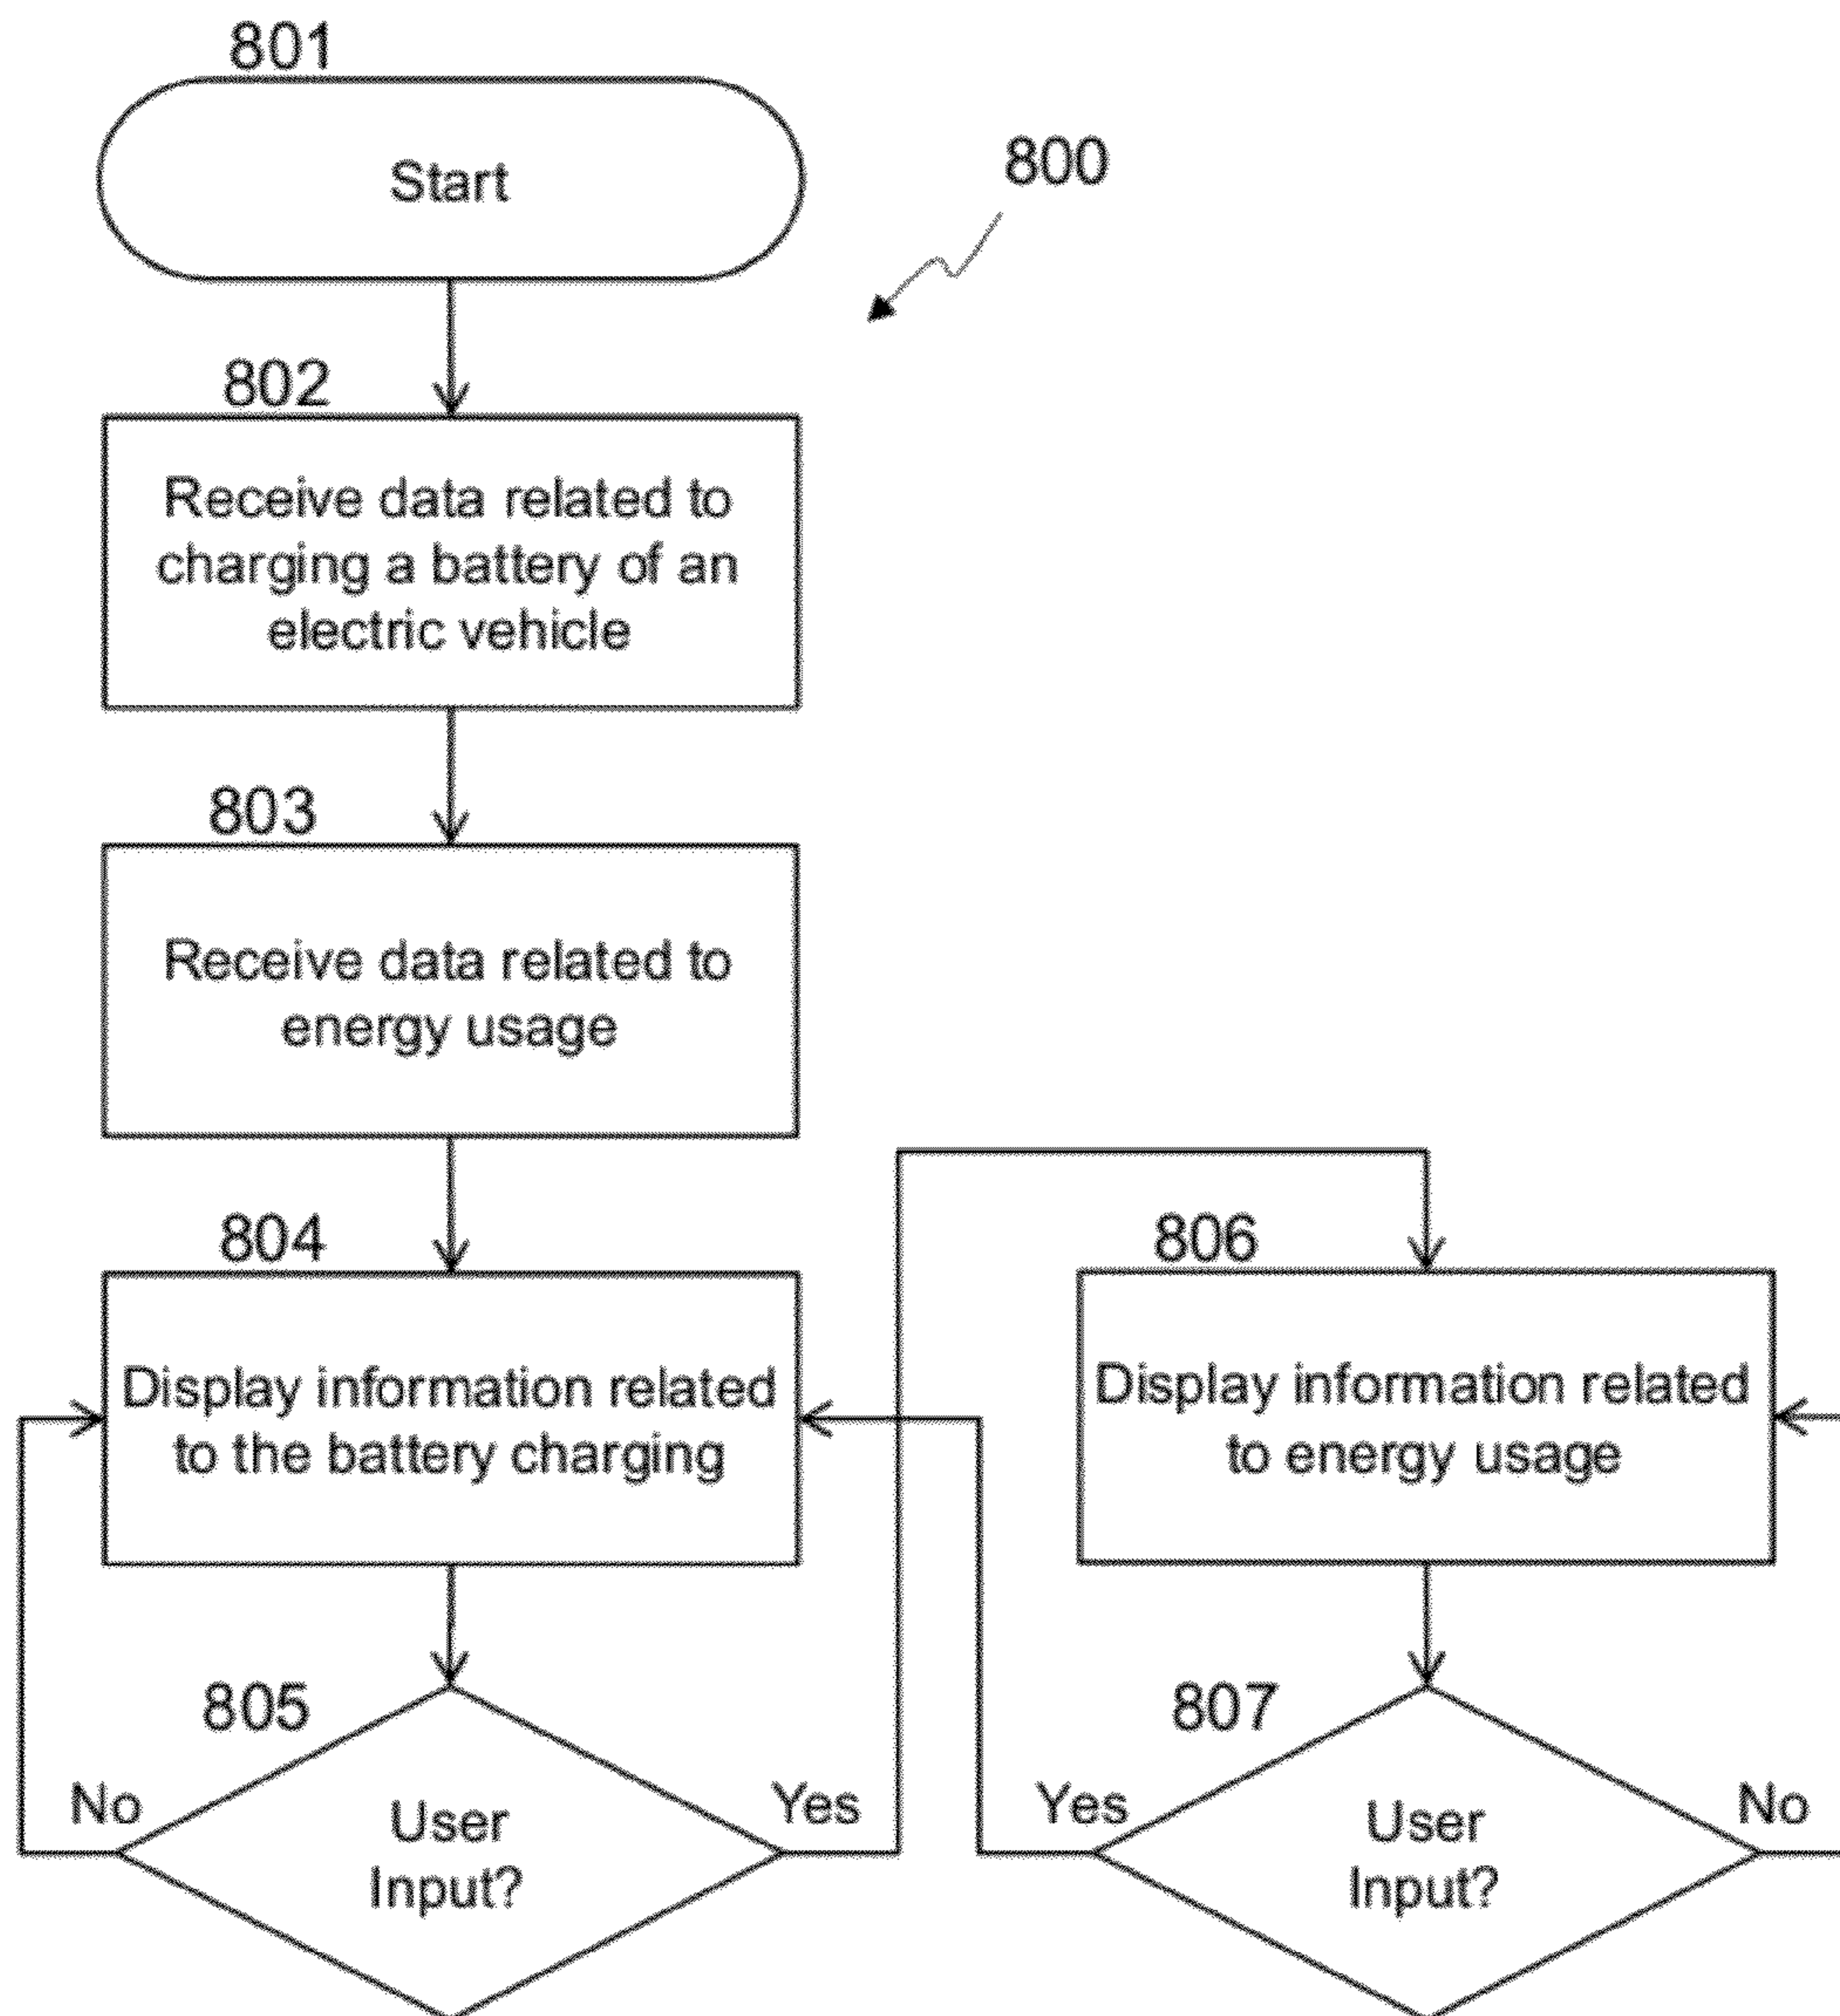 801
Start
800
802
Receive data related to
charging a battery of an
electric vehicle
803
Receive data related to
energy usage
804
Display information related
to the battery charging
806
Display information related
to energy usage
805
User
Input?
No
Yes
807
User
Input?
Yes
No